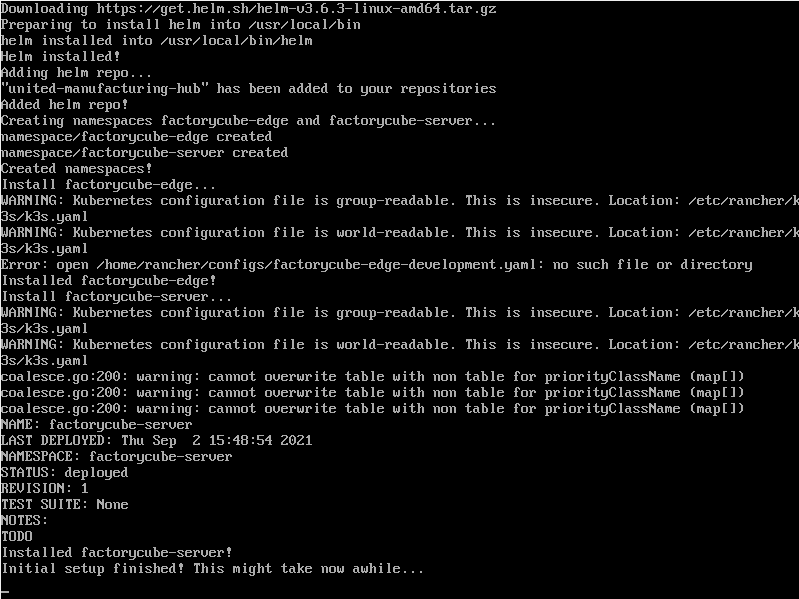 Downloading https://get.helm.sh/helm-v3.6.3-linux-amd64.tar.gz
Preparing to install helm into /usr/local/bin
helm installed into /usr/local/bin/helm
Helm installed!
Adding helm repo...
"united-manufacturing-hub" has been added to your repositories
Added helm repo!
Creating namespaces factorycube-edge and factorycube-server...
namespace/factorycube-edge created
namespace/factorycube-server created
Created namespaces!
Install factorycube-edge...
WARNING: Kubernetes configuration file is group-readable. This is insecure. Location: /etc/rancher/k
3s/k3s.yaml
WARNING: Kubernetes configuration file is world-readable. This is insecure. Location: /etc/rancher/k
3s/k3s.yaml
Error: open /home/rancher/configs/factorycube-edge-development.yaml: no such file or directory
Installed factorycube-edge!
Install factorycube-server...
WARNING: Kubernetes configuration file is group-readable. This is insecure. Location: /etc/rancher/k
3s/k3s.yaml
WARNING: Kubernetes configuration file is world-readable. This is insecure. Location: /etc/rancher/k
3s/k3s.yaml
coalesce.go:200: warning: cannot overwrite table with non table for priorityClassName (map[])
coalesce.go:200: warning: cannot overwrite table with non table for priorityClassName (map[])
coalesce.go:200: warning: cannot overwrite table with non table for priorityClassName (map[])
NAME: factorycube-server
LAST DEPLOYED: Thu Sep  2 15:48:54 2021
NAMESPACE: factorycube-server
STATUS: deployed
REVISION: 1
TEST SUITE: None
NOTES:
TODO
Installed factorycube-server!
Initial setup finished! This might take now awhile...